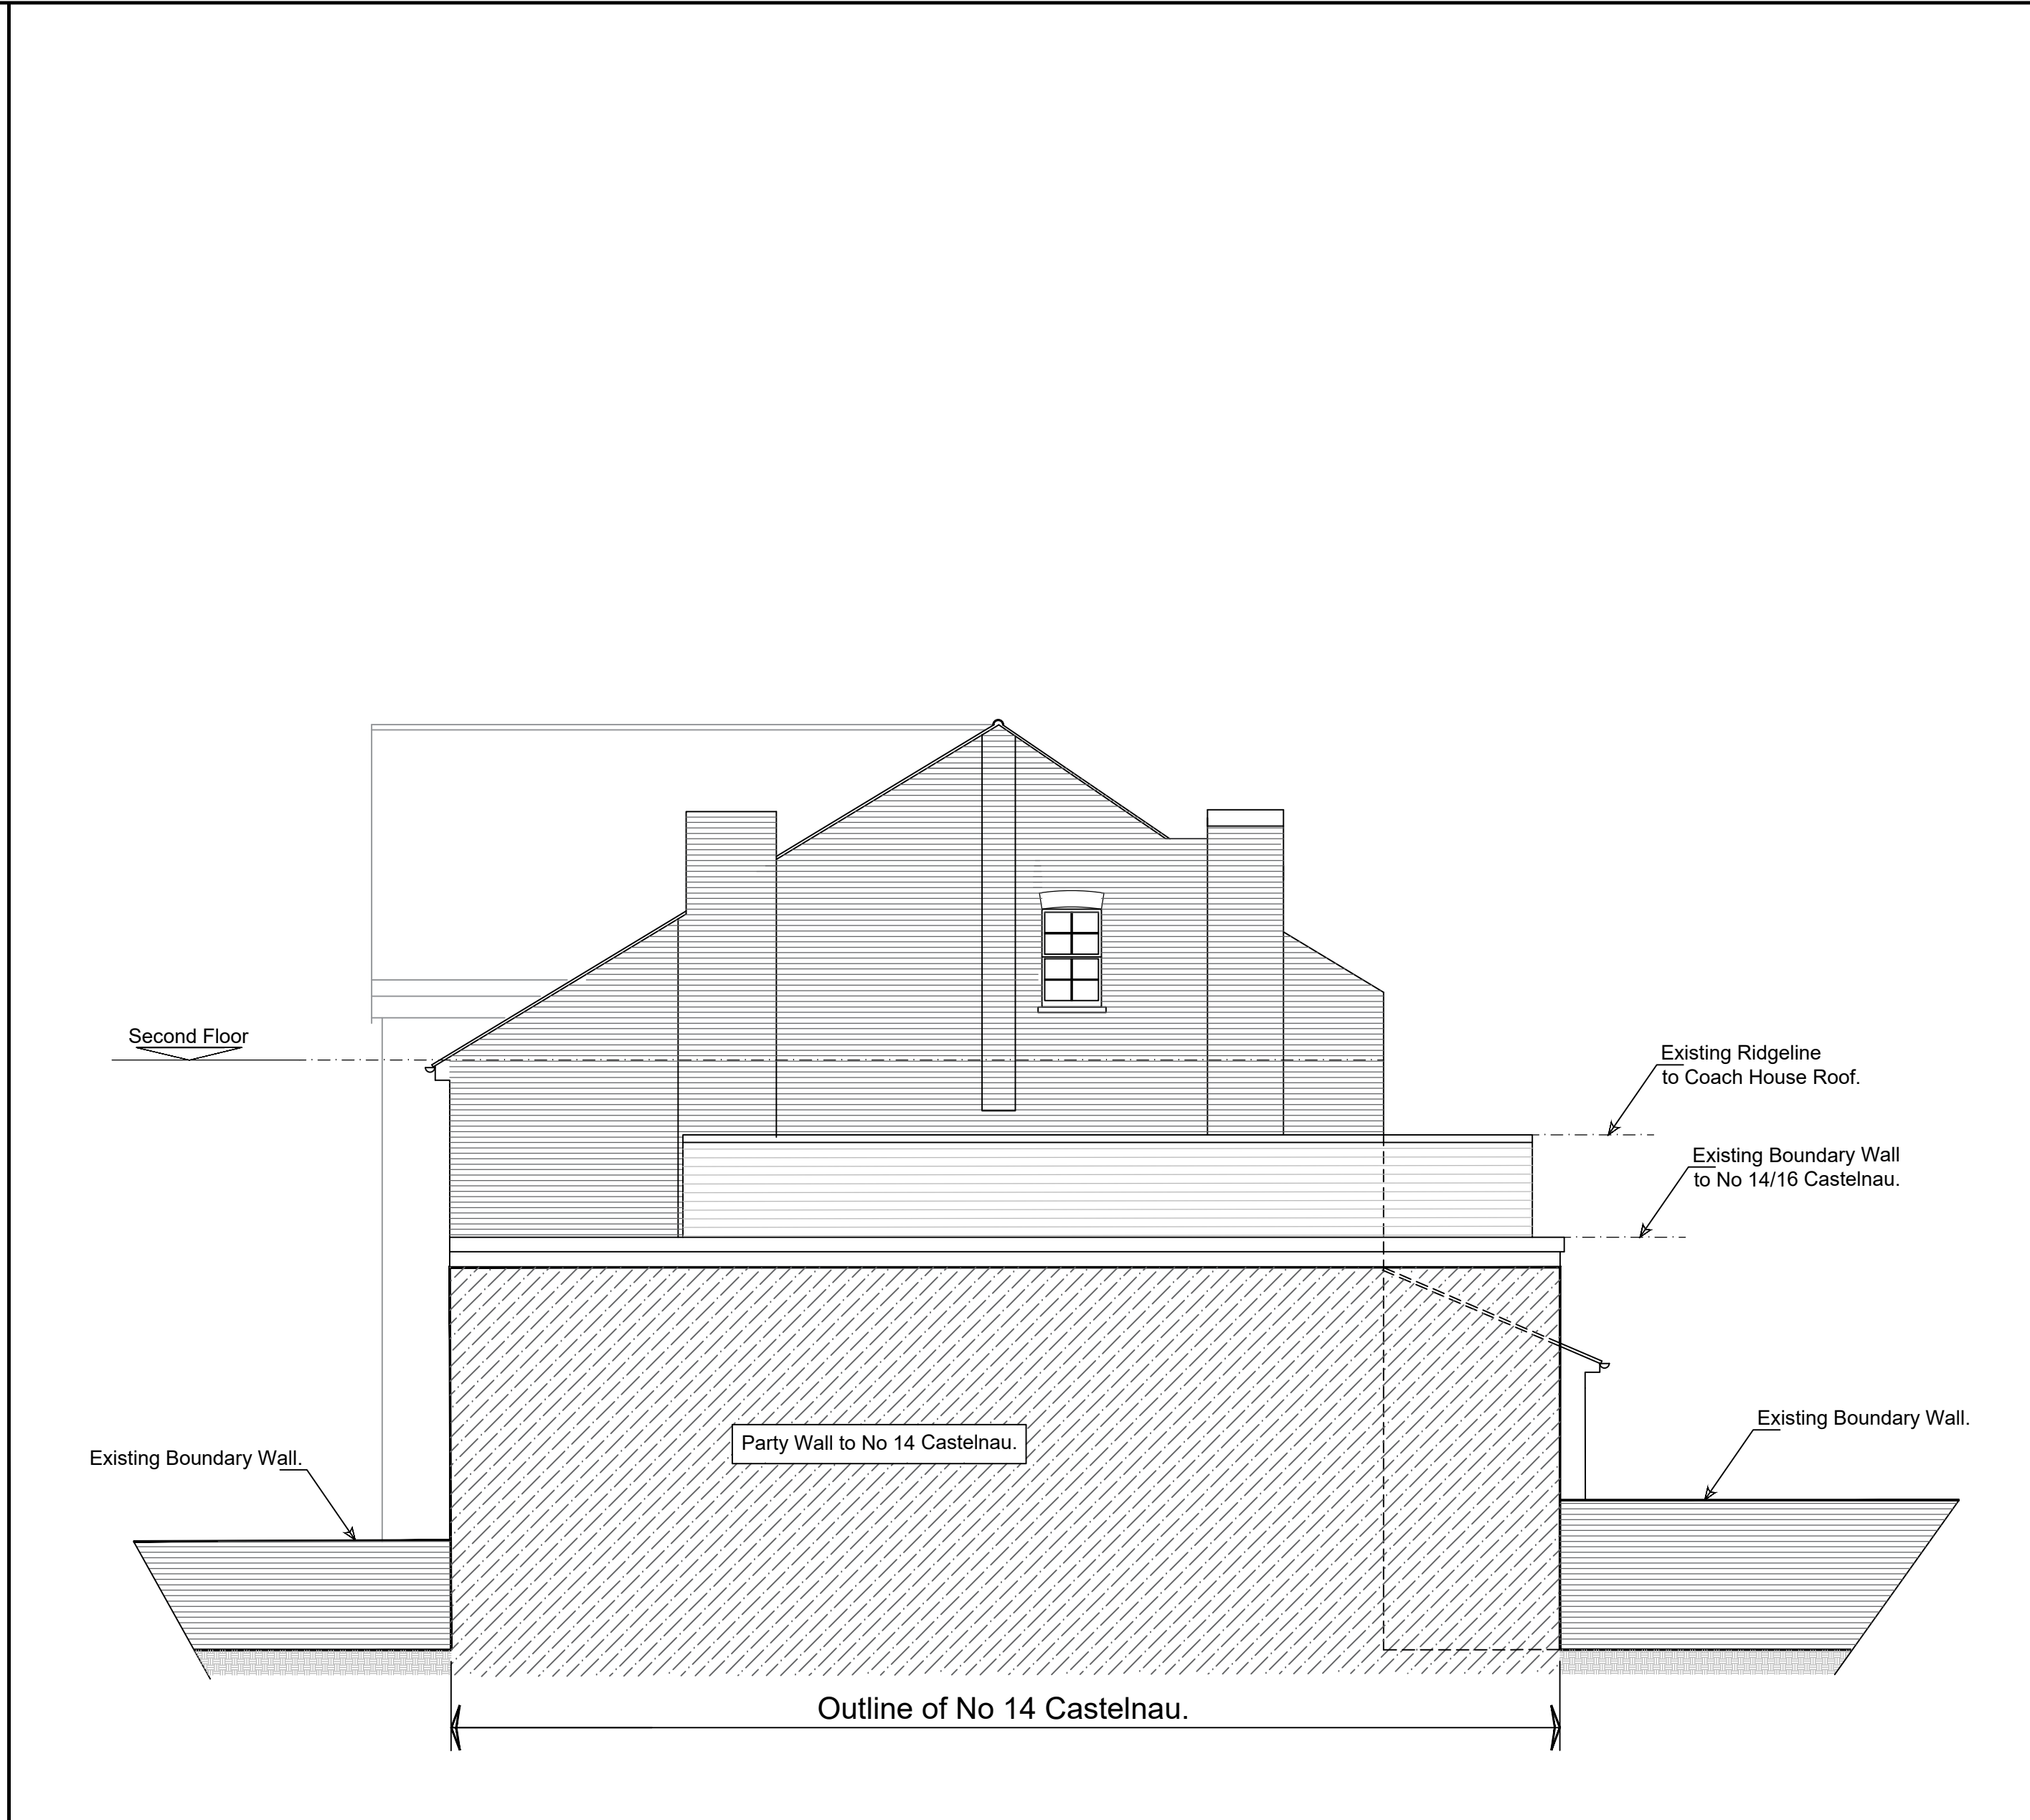 Second Floor
Existing Ridgeline
to Coach House Roof.
Existing Boundary Wall
to No 14/16 Castelnau.
Existing Boundary Wall.
Party Wall to No 14 Castelnau.
Existing Boundary Wall.
Outline of No 14 Castelnau.